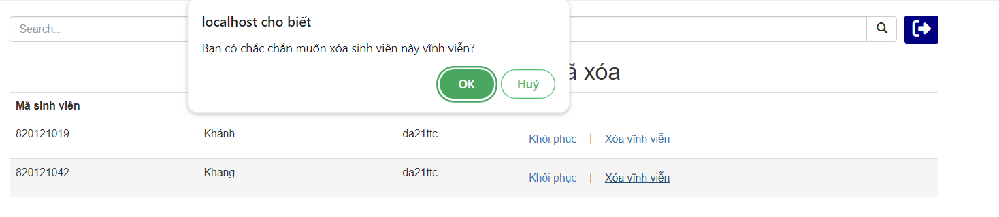 localhost cho biết
Search...
Bạn có chắc chắn muốn xóa sinh viên này vĩnh viễn?
OK Huỷ
xóa
Mã sinh viên
820121019 Khánh da21ttc Khôi phục | Xóa vĩnh viễn
820121042 Khang da21ttc Khôi phục | Xóa vĩnh viễn